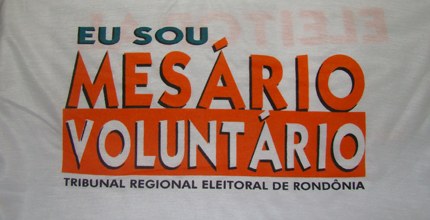 EU SOU
MESÁRIO
VOLUNTÁRIO
TRIBUNAL REGIONAL ELEITORAL DE RONDÔNIA